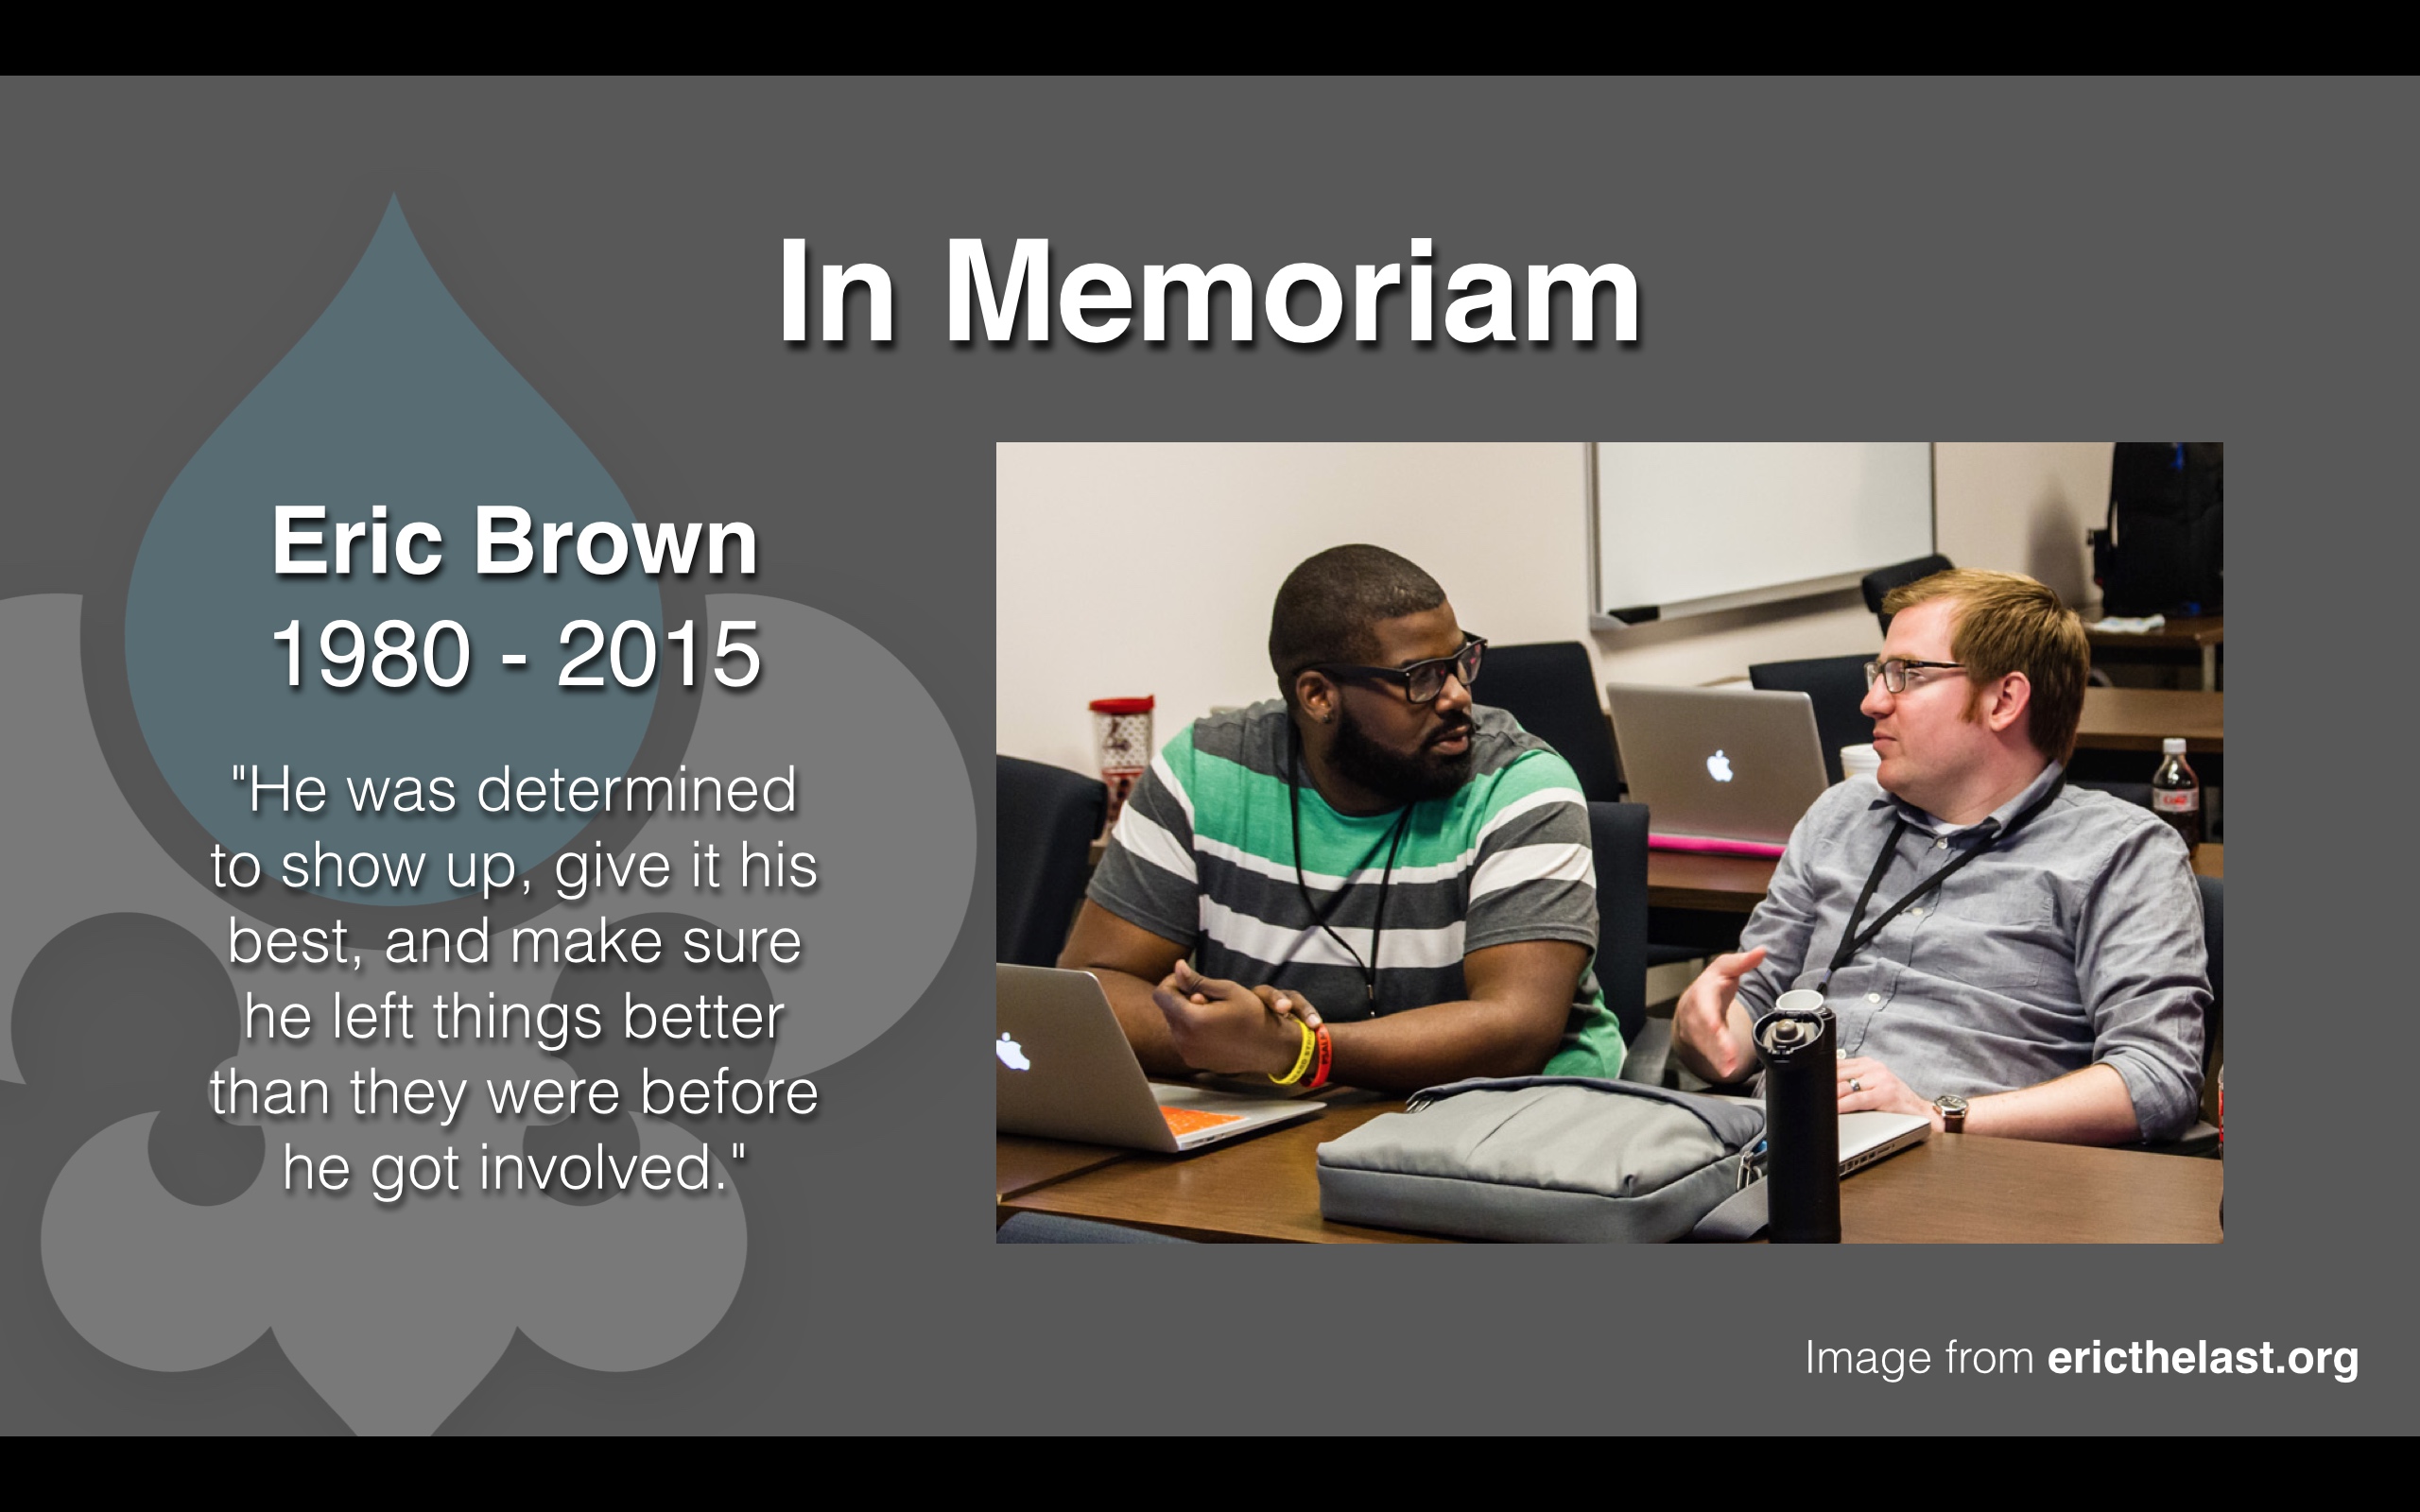 In Memoriam
Eric Brown
1980 - 2015
"He was determined
to show up, give it his
best, and make sure
he left things better
than they were before
he got involved."
Image from ericthelast.org